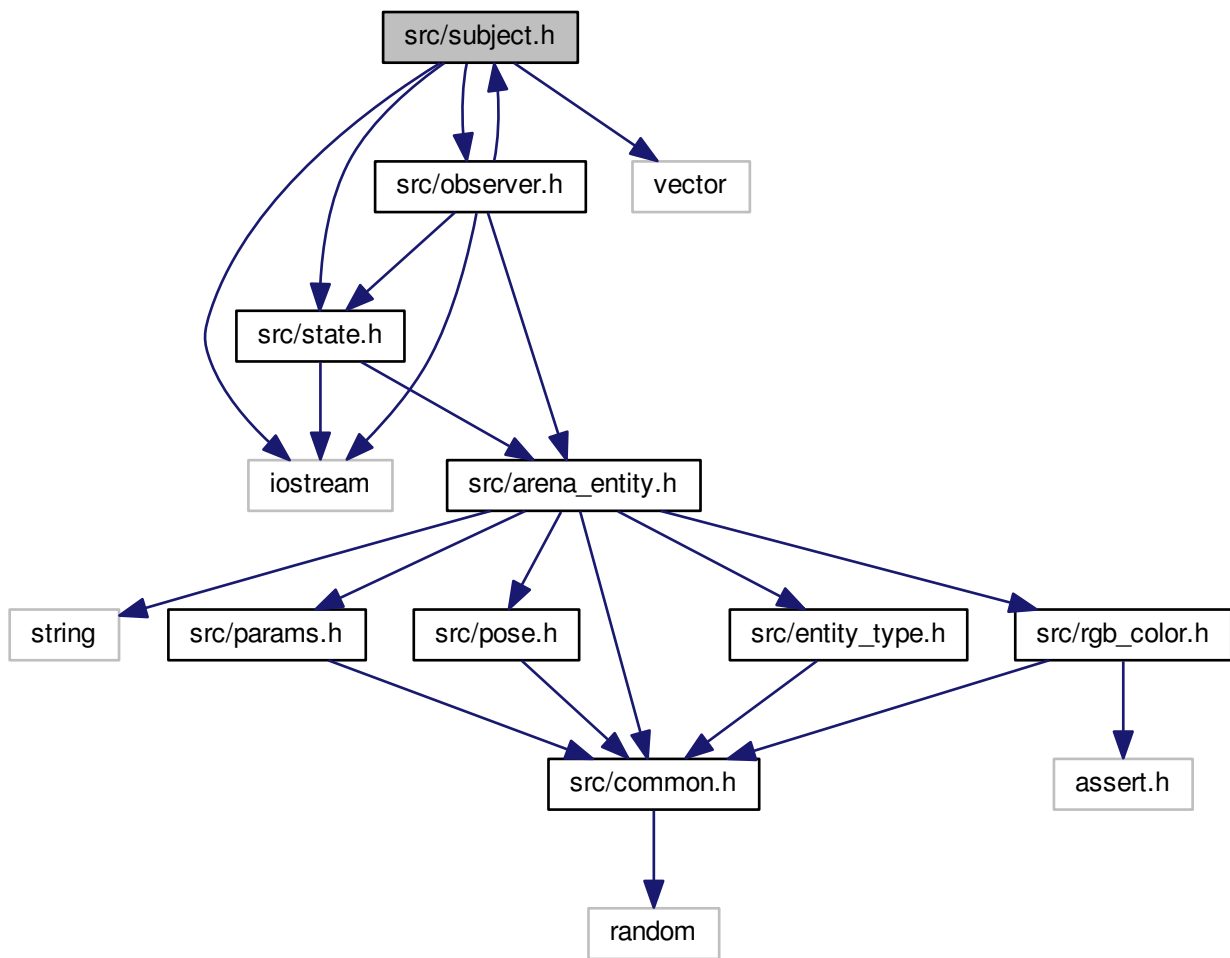 src/subject.h
src/observer.h
vector
src/state.h
iostream
src/arena_entity.h
string
src/params.h
src/pose.h
src/entity_type.h
src/rgb_color.h
src/common.h
assert.h
random